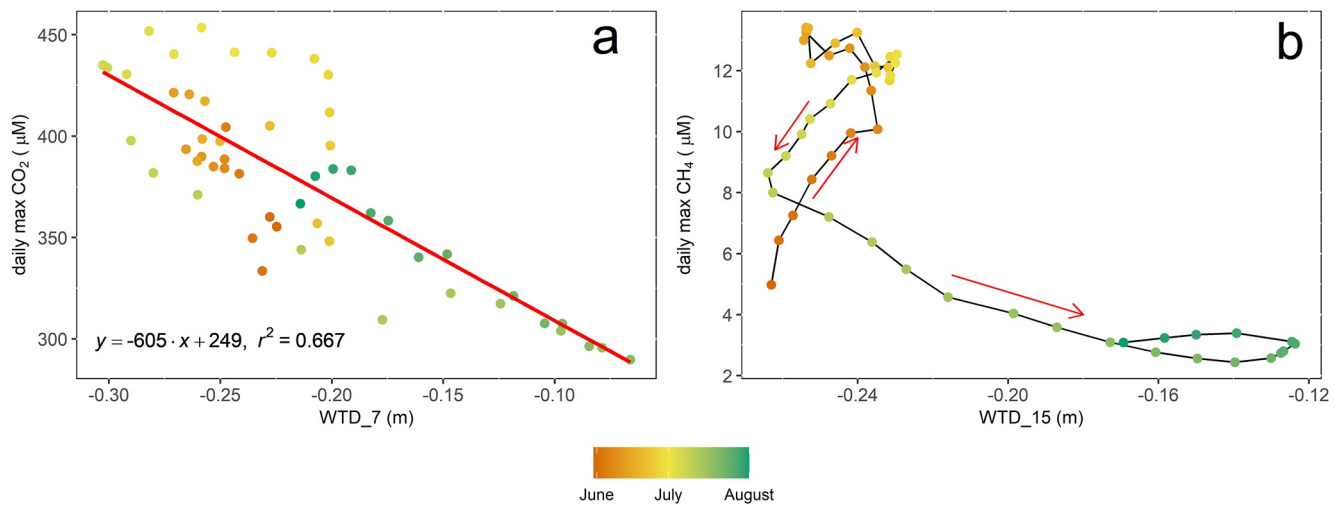 a
daily max CO₂ ( μM)
450
400
350
300
y = -605 · x + 249, r² = 0.667
-0.30 -0.25 -0.20 -0.15 -0.10
WTD_7 (m)
b
daily max CH₄ ( μM)
12
10
8
6
4
2
-0.24 -0.20 -0.16 -0.12
WTD_15 (m)
June July August